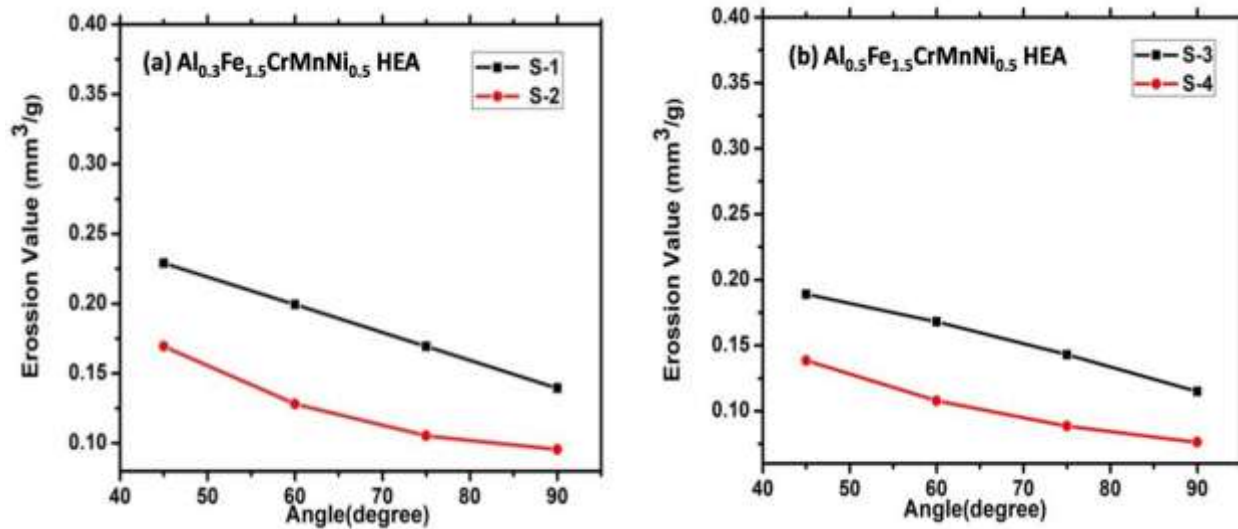 (a) Al0.3Fe1.5CrMnNi0.5 HEA
S-1
S-2
0.40
0.35
0.30
0.25
0.20
0.15
0.10
Erossion Value (mm3/g)
40
50
60
70
80
90
Angle(degree)
(b) Al0.5Fe1.5CrMnNi0.5 HEA
S-3
S-4
0.40
0.35
0.30
0.25
0.20
0.15
0.10
Erossion Value (mm3/g)
40
50
60
70
80
90
Angle(degree)